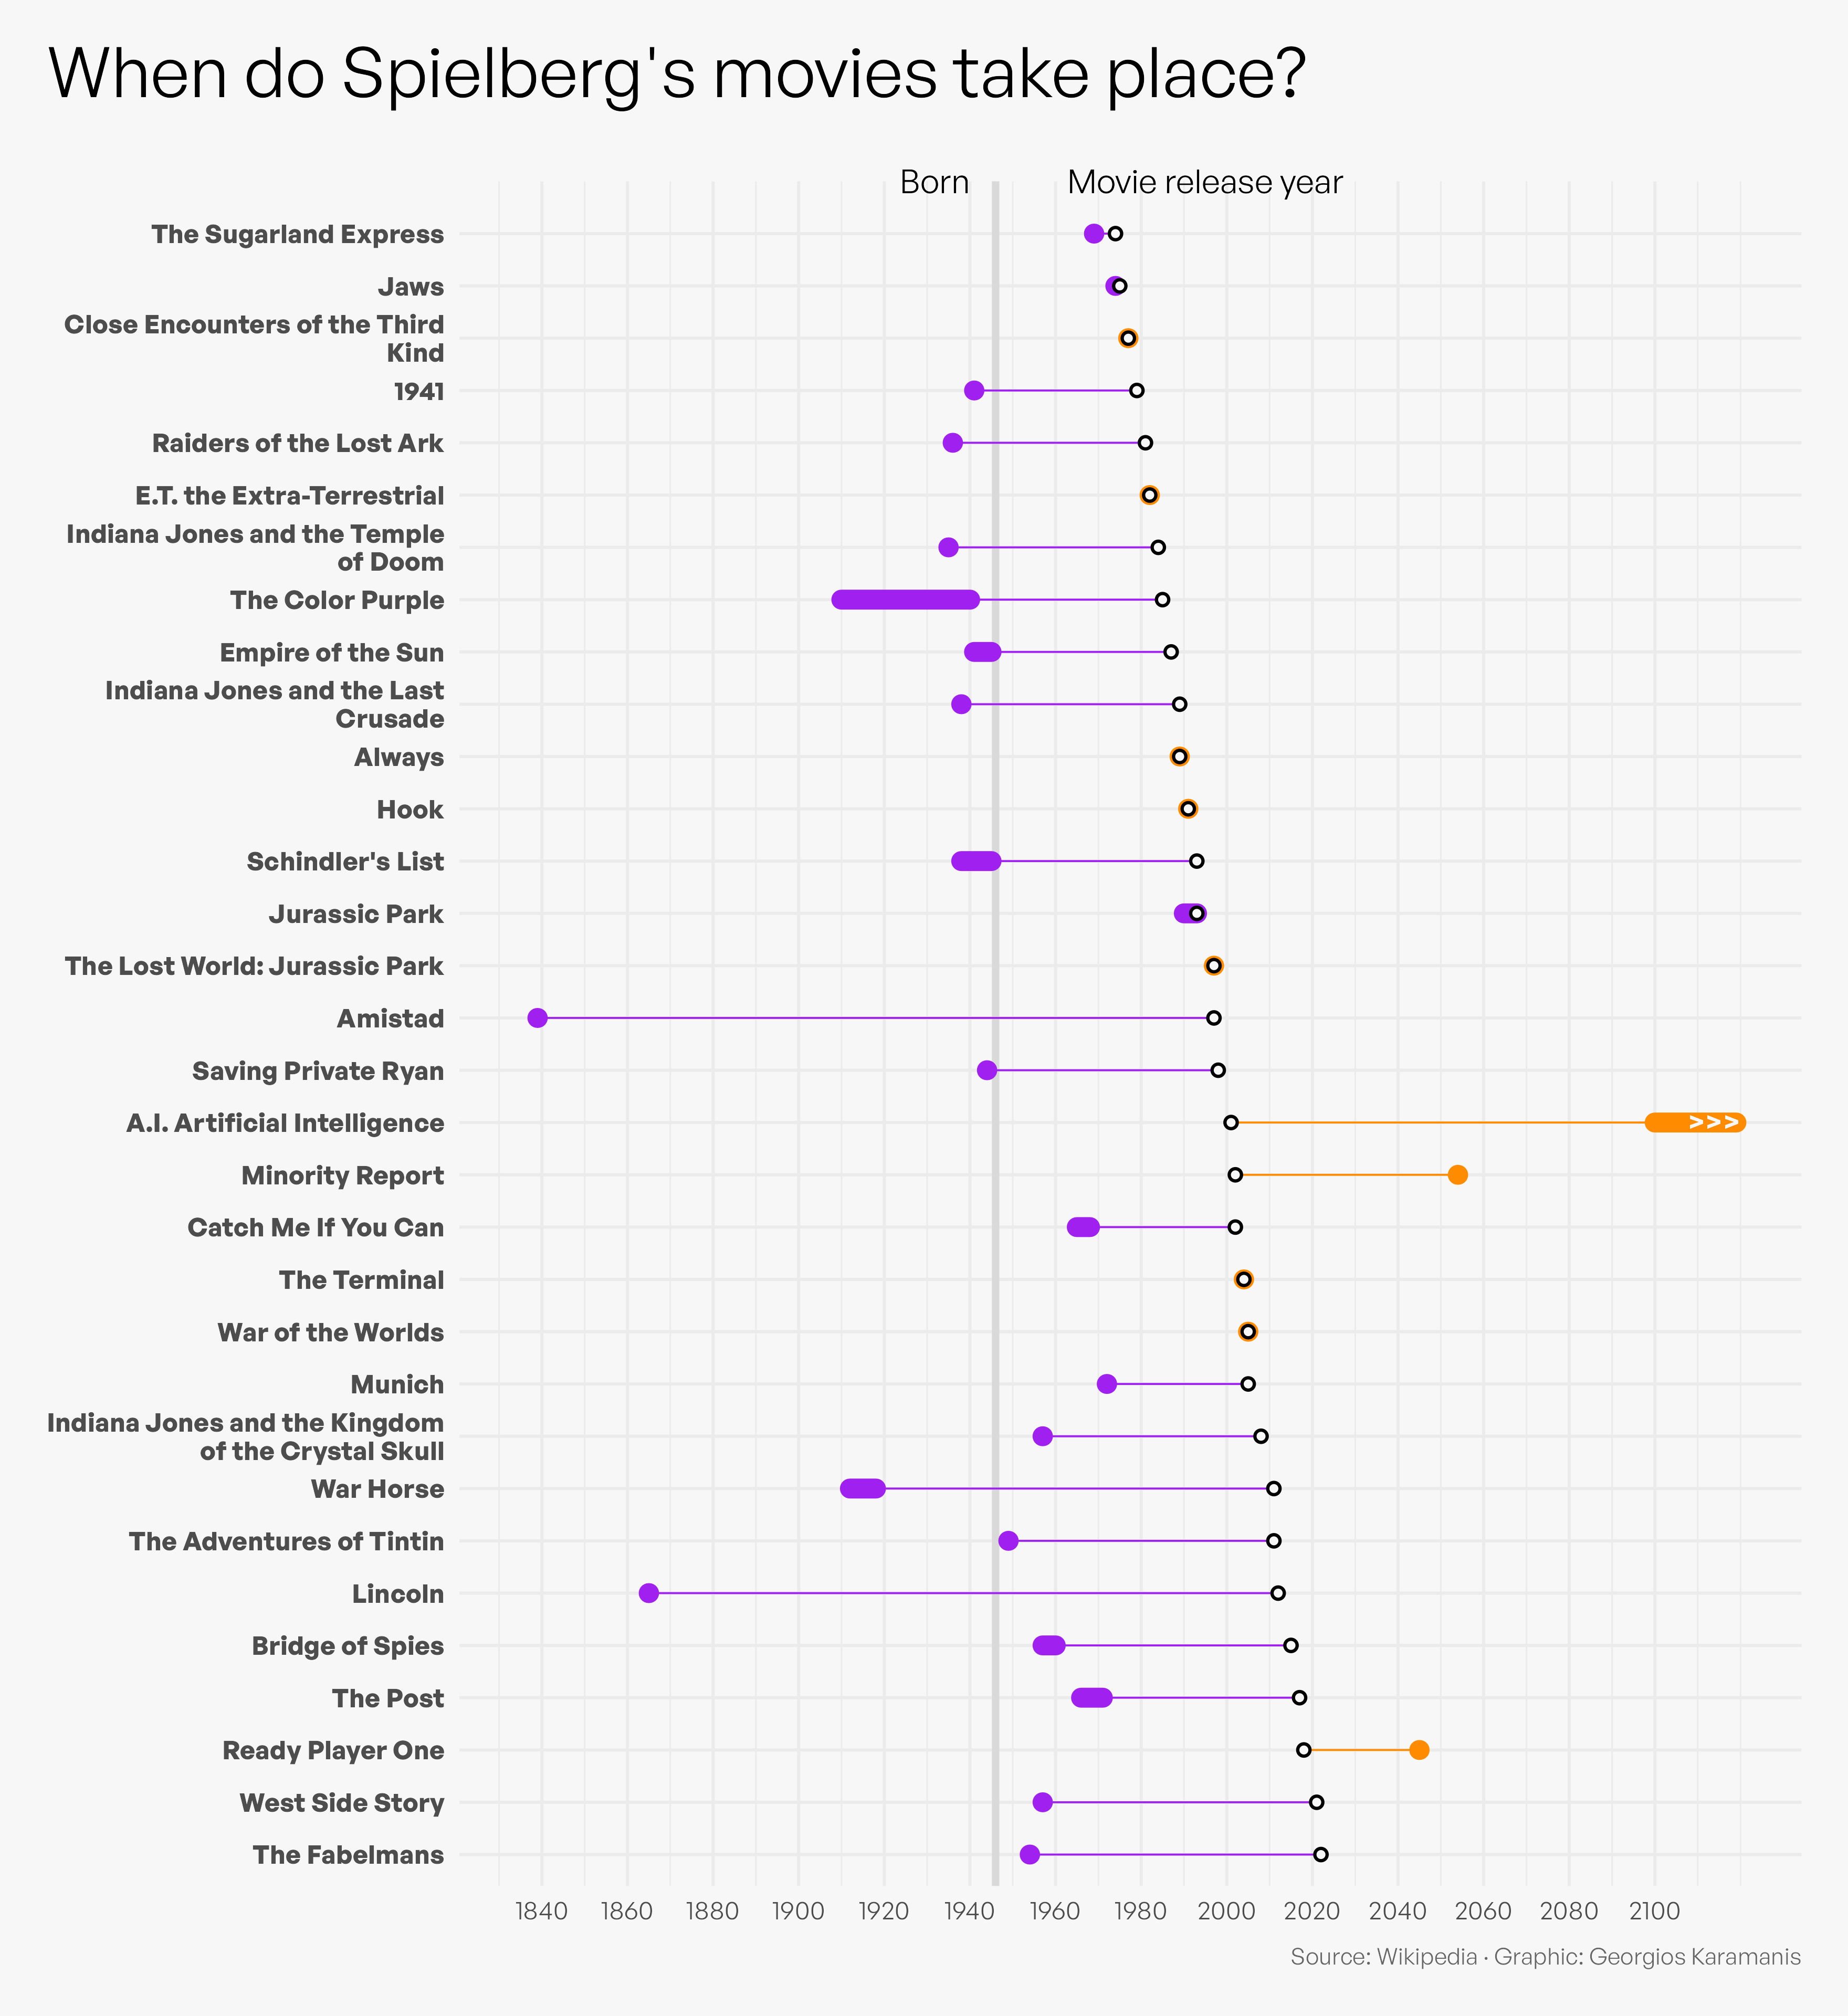 When do Spielberg's movies take place?
Born
Movie release year
The Sugarland Express
Jaws
Close Encounters of the Third
Kind
1941
Raiders of the Lost Ark
E.T. the Extra-Terrestrial
Indiana Jones and the Temple
of Doom
The Color Purple
Empire of the Sun
Indiana Jones and the Last
Crusade
Always
Hook
Schindler's List
Jurassic Park
The Lost World: Jurassic Park
Amistad
Saving Private Ryan
A.I. Artificial Intelligence
>>>
Minority Report
Catch Me If You Can
The Terminal
War of the Worlds
Munich
Indiana Jones and the Kingdom
of the Crystal Skull
War Horse
The Adventures of Tintin
Lincoln
Bridge of Spies
The Post
Ready Player One
West Side Story
The Fabelmans
1840 1860 1880 1900 1920 1940 1960 1980 2000 2020 2040 2060 2080 2100
Source: Wikipedia · Graphic: Georgios Karamanis